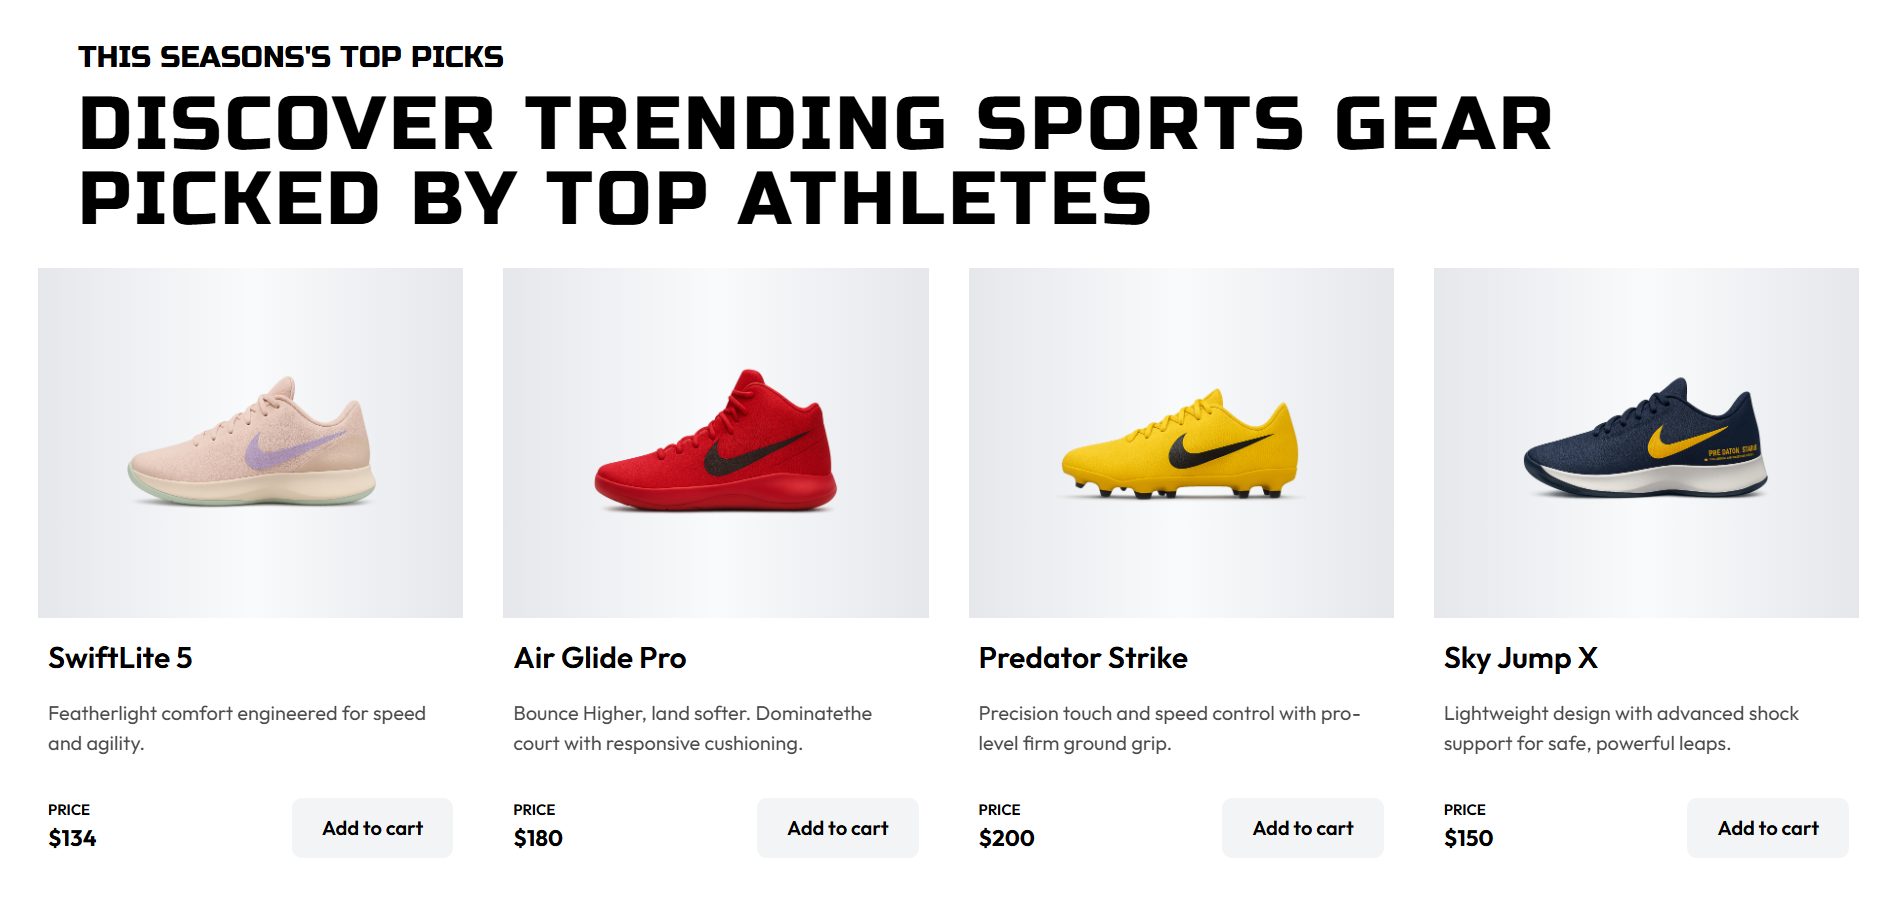 THIS SEASONS'S TOP PICKS
DISCOVER TRENDING SPORTS GEAR
PICKED BY TOP ATHLETES
PRE DATON.
SwiftLite 5
Featherlight comfort engineered for speed
and agility.
PRICE
$134
Add to cart
Air Glide Pro
Bounce Higher, land softer. Dominatethe
court with responsive cushioning.
PRICE
$180
Add to cart
Predator Strike
Precision touch and speed control with pro-
level firm ground grip.
PRICE
$200
Add to cart
Sky Jump X
Lightweight design with advanced shock
support for safe, powerful leaps.
PRICE
$150
Add to cart